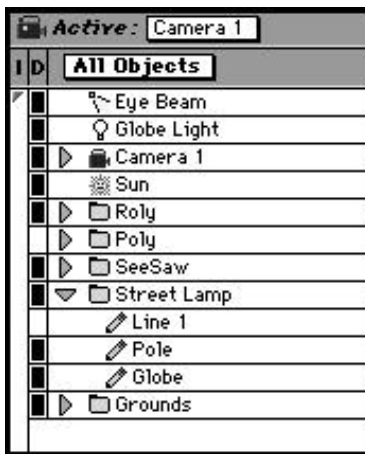 Active: Camera 1
I D All Objects
Eye Beam
Globe Light
Camera 1
Sun
Roly
Poly
SeeSaw
Street Lamp
Line 1
Pole
Globe
Grounds